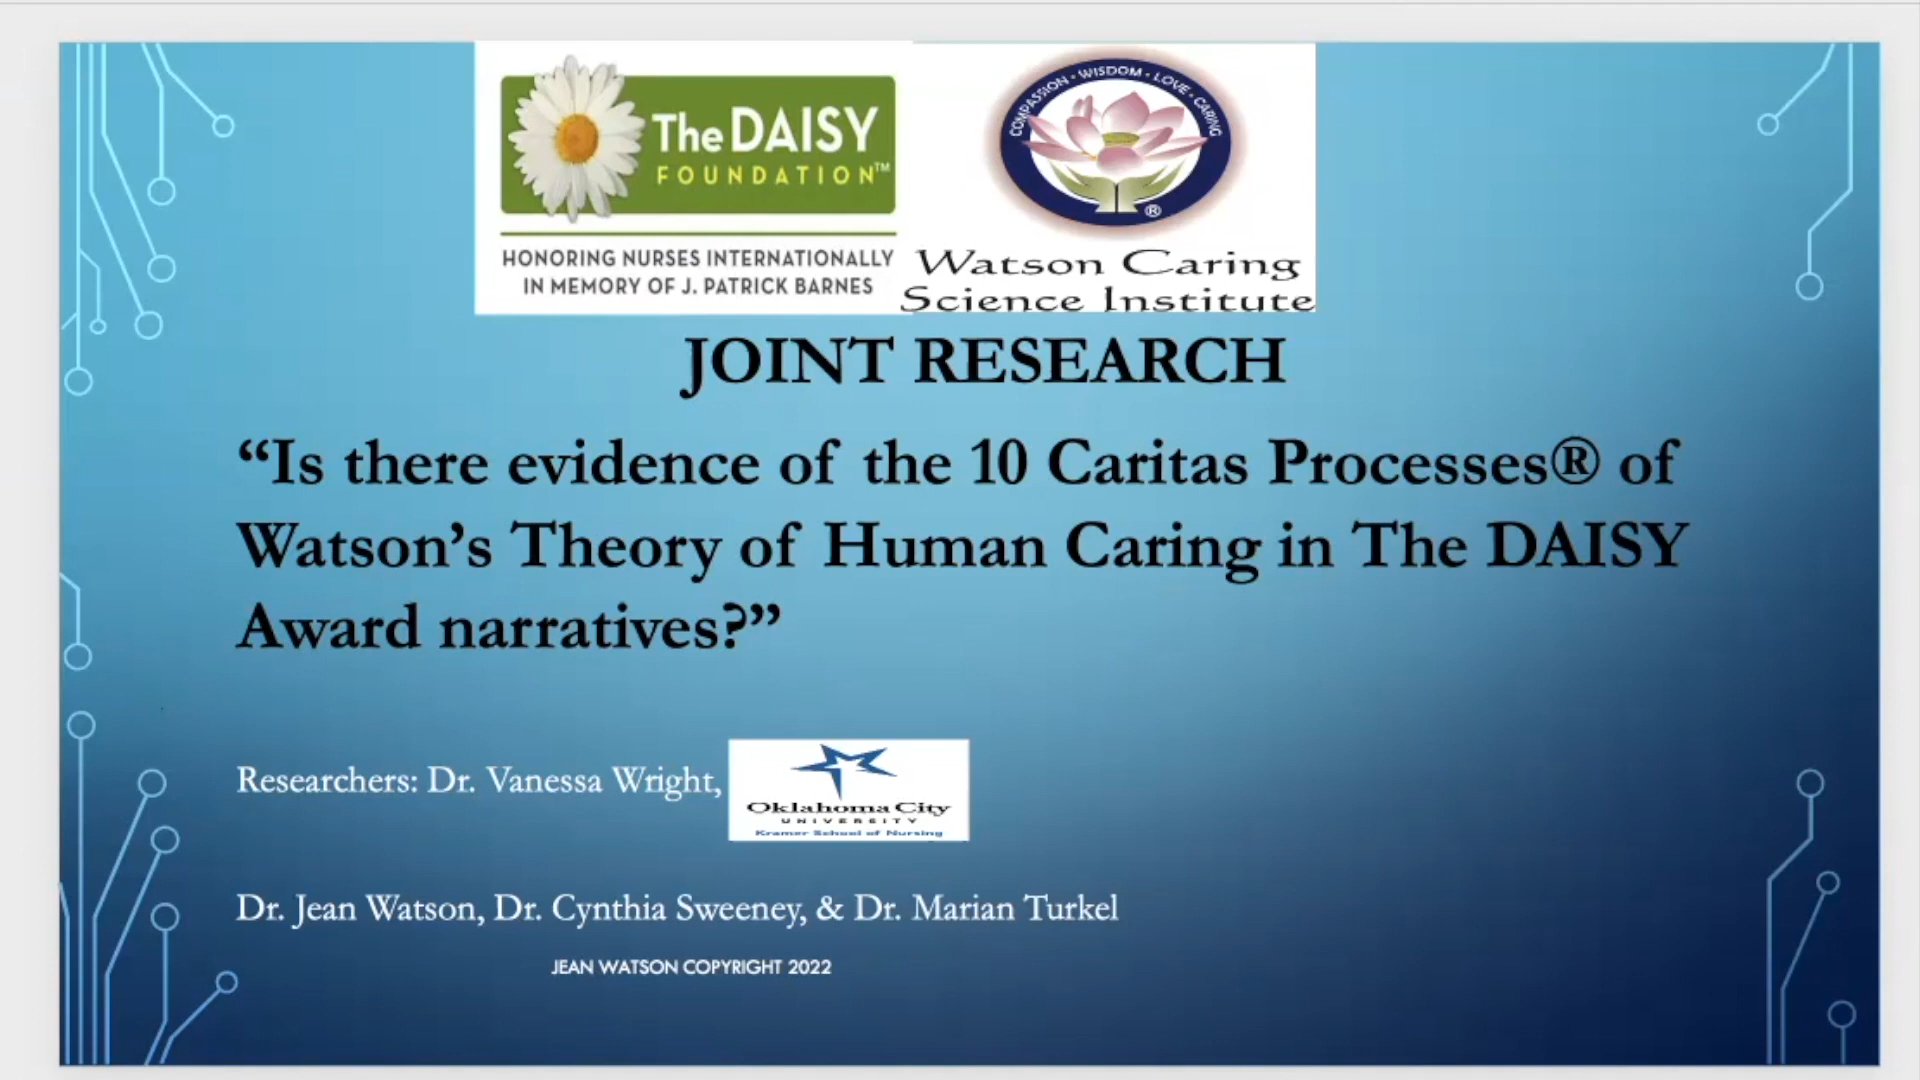 The DAISY
FOUNDATION™
HONORING NURSES INTERNATIONALLY
IN MEMORY OF J. PATRICK BARNES
COMPASSION • WISDOM • LOVE • CARING
®
Watson Caring
Science Institute
JOINT RESEARCH
“Is there evidence of the 10 Caritas Processes® of
Watson’s Theory of Human Caring in The DAISY
Award narratives?”
Researchers: Dr. Vanessa Wright,
Oklahoma City
UNIVERSITY
Kramer School of Nursing
Dr. Jean Watson, Dr. Cynthia Sweeney, & Dr. Marian Turkel
JEAN WATSON COPYRIGHT 2022